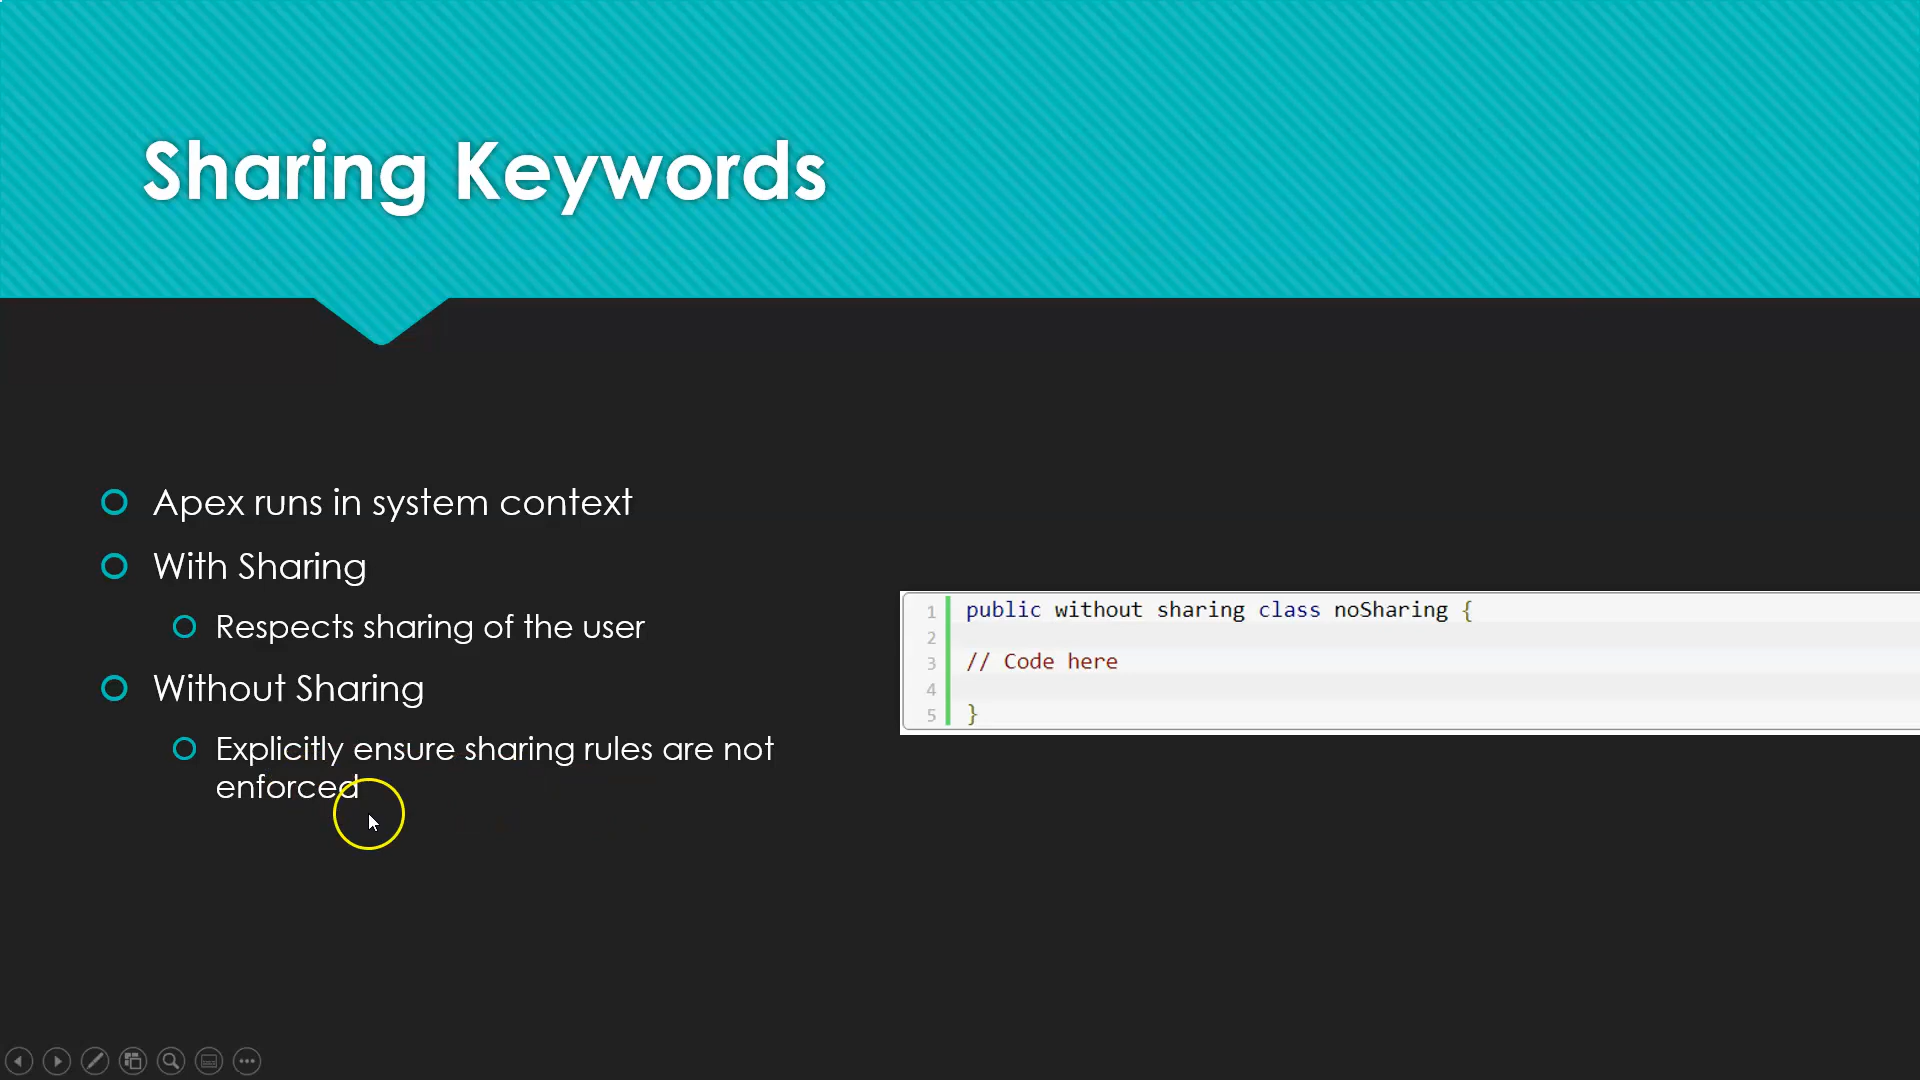 Sharing Keywords
Apex runs in system context
With Sharing
Respects sharing of the user
Without Sharing
Explicitly ensure sharing rules are not
enforced
1 public without sharing class noSharing {
2
3 // Code here
4
5 }